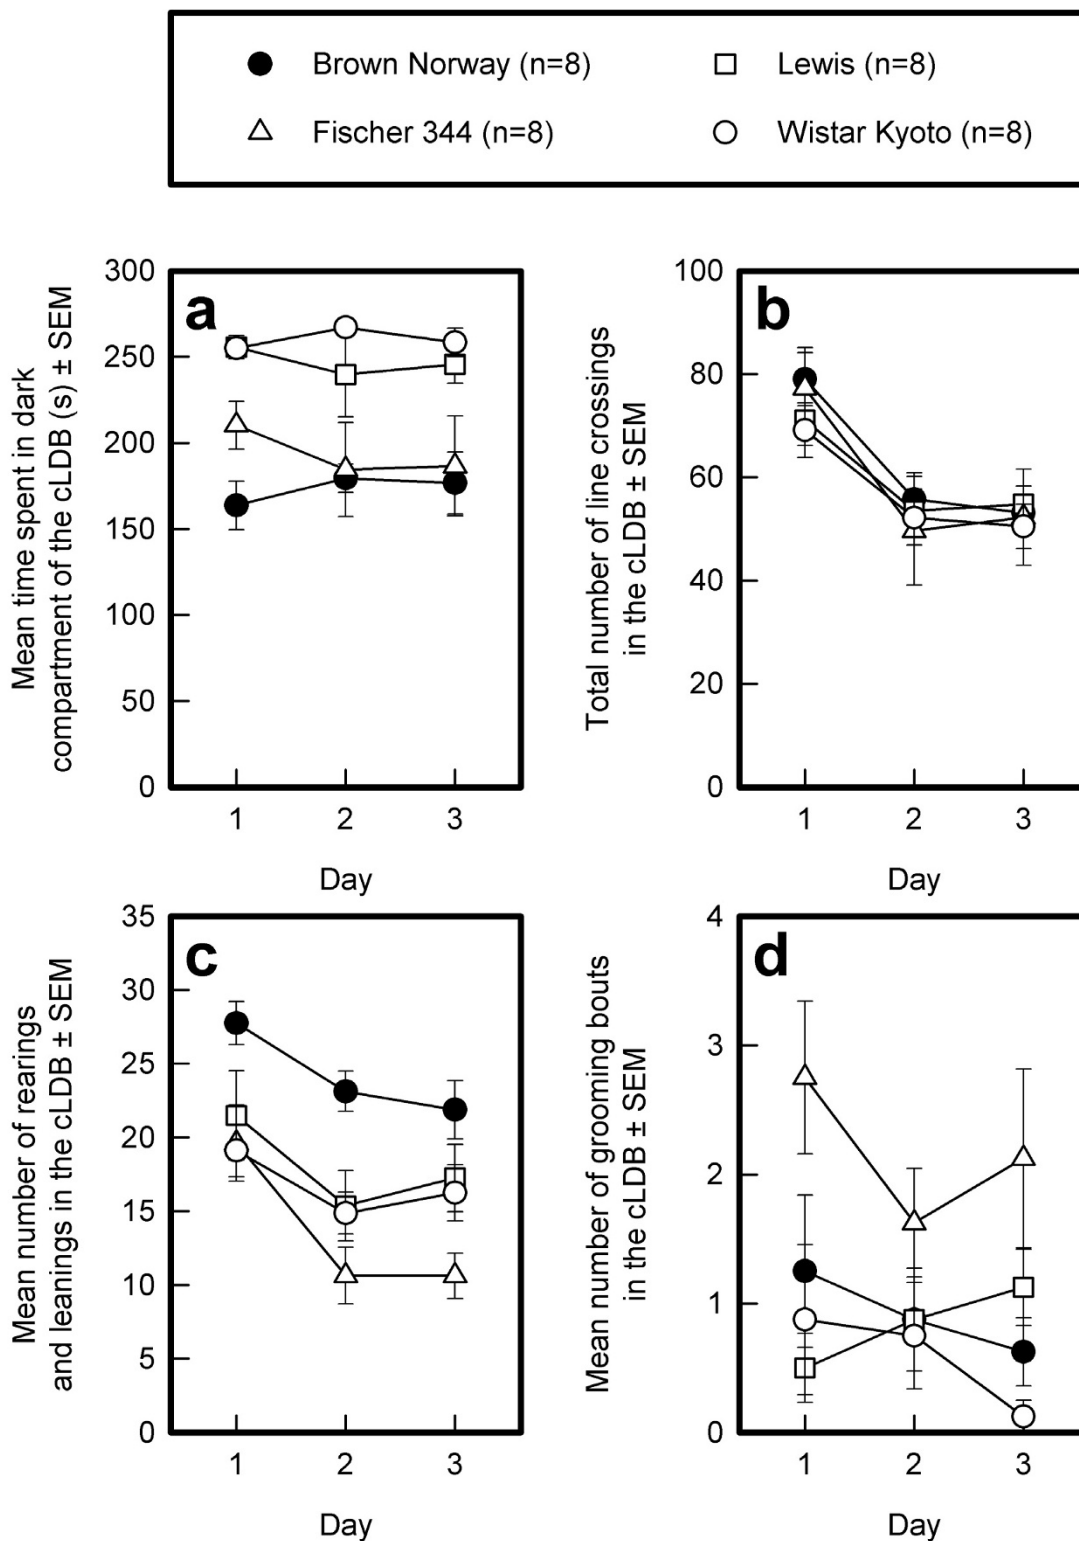 Brown Norway (n=8)
Lewis (n=8)
Fischer 344 (n=8)
Wistar Kyoto (n=8)
a
Mean time spent in dark
compartment of the cLDB (s) ± SEM
300
250
200
150
100
50
0
1 2 3
Day
b
Total number of line crossings
in the cLDB ± SEM
100
80
60
40
20
0
1 2 3
Day
c
Mean number of rearings
and leanings in the cLDB ± SEM
35
30
25
20
15
10
5
0
1 2 3
Day
d
Mean number of grooming bouts
in the cLDB ± SEM
4
3
2
1
0
1 2 3
Day